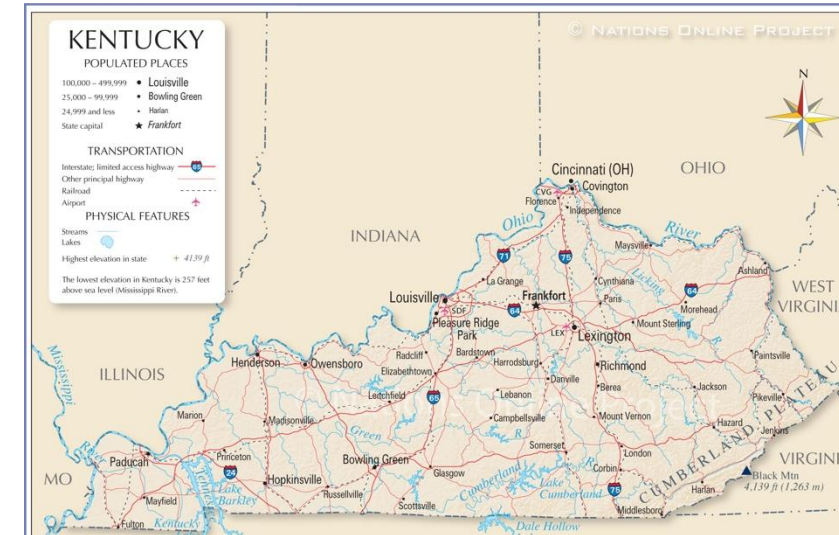 KENTUCKY
POPULATED PLACES
100,000 – 499,999 • Louisville
25,000 – 99,999 • Bowling Green
24,999 and less • Harlan
State capital ★ Frankfort
TRANSPORTATION
Interstate; limited access highway 65
Other principal highway
Railroad
Airport
PHYSICAL FEATURES
Streams
Lakes
Highest elevation in state + 4139 ft
The lowest elevation in Kentucky is 257 feet
above sea level (Mississippi River).
© NATIONS ONLINE PROJECT
N
OHIO
INDIANA
ILLINOIS
MO
WEST
VIRGINIA
VIRGINI
Cincinnati (OH)
Covington
CVG
Florence
Independence
Ohio
River
Maysville
71
75
La Grange
Cynthiana
Licking
R
Ashland
Louisville
SDF
64
Frankfort
Paris
64
Morehead
Pleasure Ridge
Park
LEX
Lexington
Mount Sterling
Mississippi
River
Henderson
Owensboro
Radcliff
Bardstown
Harrodsburg
Richmond
Paintsville
Elizabethtown
Danville
Berea
Leitchfield
65
Lebanon
Jackson
Pikeville
Marion
Madisonville
Campbellsville
Mount Vernon
Hazard
Jenkins
Green
R
CUMBERLAND PLATEAU
Paducah
Princeton
Bowling Green
Somerset
London
24
Hopkinsville
Glasgow
Corbin
Black Mtn
4,139 ft (1,263 m)
Lake
Barkley
Cumberland
R
Lake
Cumberland
Mayfield
Russellville
75
Harlan
Scottsville
Middlesboro
Fulton
Kentucky
Dale Hollow